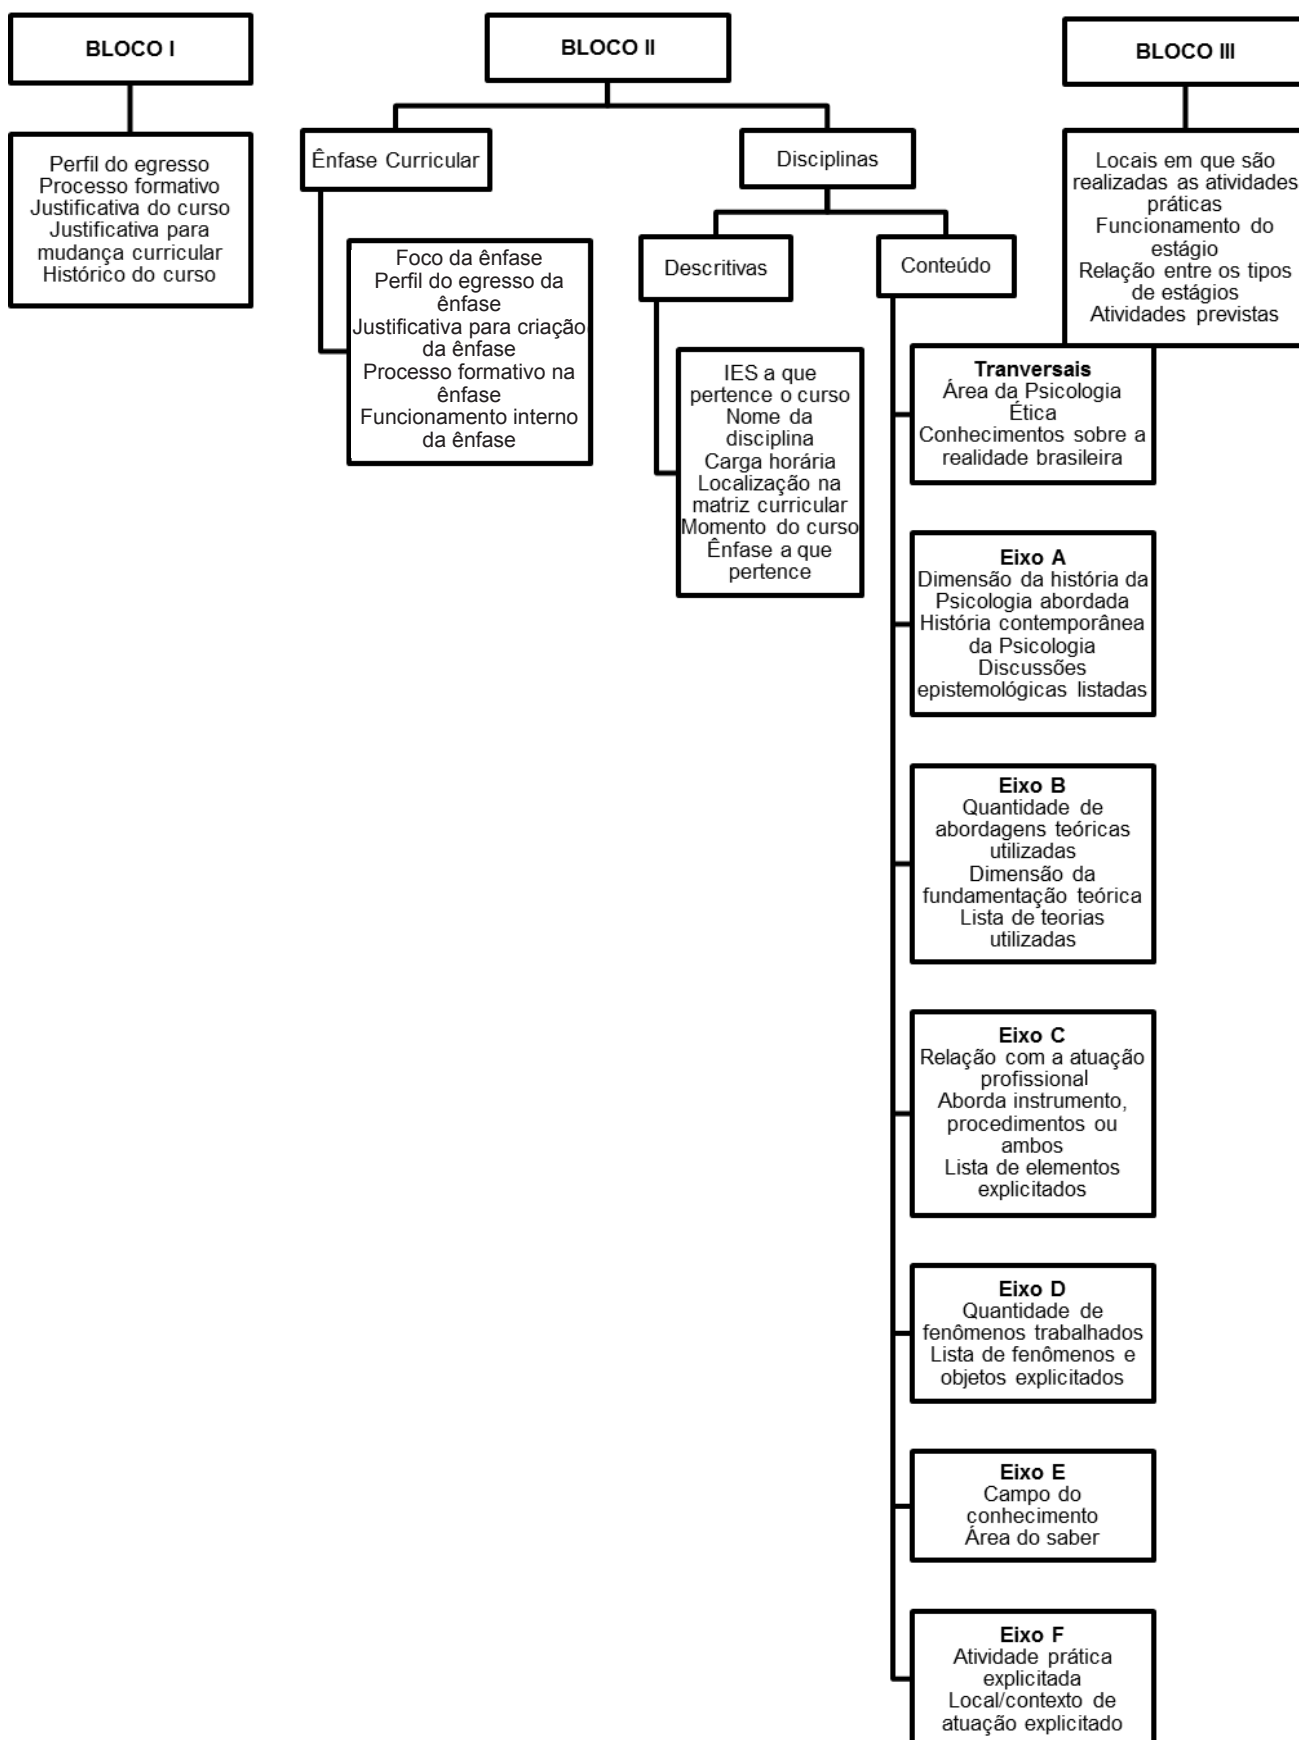 BLOCO I
Perfil do egresso
Processo formativo
Justificativa do curso
Justificativa para
mudança curricular
Histórico do curso
BLOCO II
Ênfase Curricular
Foco da ênfase
Perfil do egresso da
ênfase
Justificativa para criação
da ênfase
Processo formativo na
ênfase
Funcionamento interno
da ênfase
Disciplinas
Descritivas
IES a que
pertence o curso
Nome da
disciplina
Carga horária
Localização na
matriz curricular
Momento do curso
Ênfase a que
pertence
Conteúdo
Tranversais
Área da Psicologia
Ética
Conhecimentos sobre a
realidade brasileira
Eixo A
Dimensão da história da
Psicologia abordada
História contemporânea
da Psicologia
Discussões
epistemológicas listadas
Eixo B
Quantidade de
abordagens teóricas
utilizadas
Dimensão da
fundamentação teórica
Lista de teorias
utilizadas
Eixo C
Relação com a atuação
profissional
Aborda instrumento,
procedimentos ou
ambos
Lista de elementos
explicitados
Eixo D
Quantidade de
fenômenos trabalhados
Lista de fenômenos e
objetos explicitados
Eixo E
Campo do
conhecimento
Área do saber
Eixo F
Atividade prática
explicitada
Local/contexto de
atuação explicitado
BLOCO III
Locais em que são
realizadas as atividades
práticas
Funcionamento do
estágio
Relação entre os tipos
de estágios
Atividades previstas